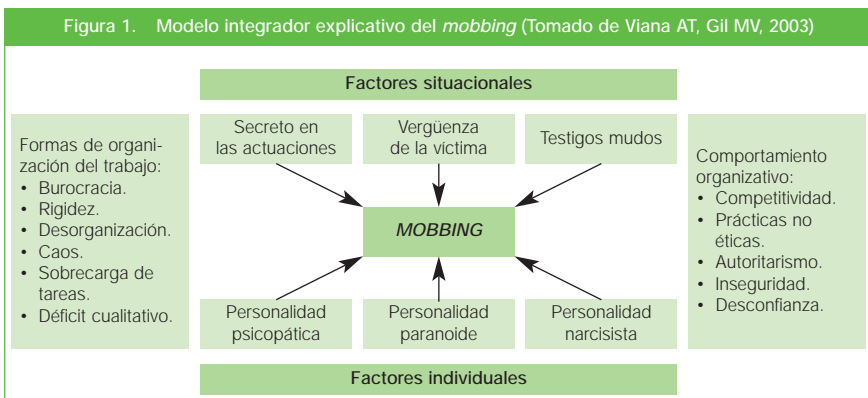 Figura 1. Modelo integrador explicativo del mobbing (Tomado de Viana AT, Gil MV, 2003)
Factores situacionales
Formas de organi-
zación del trabajo:
• Burocracia.
• Rigidez.
• Desorganización.
• Caos.
• Sobrecarga de
tareas.
• Déficit cualitativo.
Secreto en
las actuaciones
Vergüenza
de la víctima
Testigos mudos
MOBBING
Personalidad
psicopática
Personalidad
paranoide
Personalidad
narcisista
Comportamiento
organizativo:
• Competitividad.
• Prácticas no
éticas.
• Autoritarismo.
• Inseguridad.
• Desconfianza.
Factores individuales